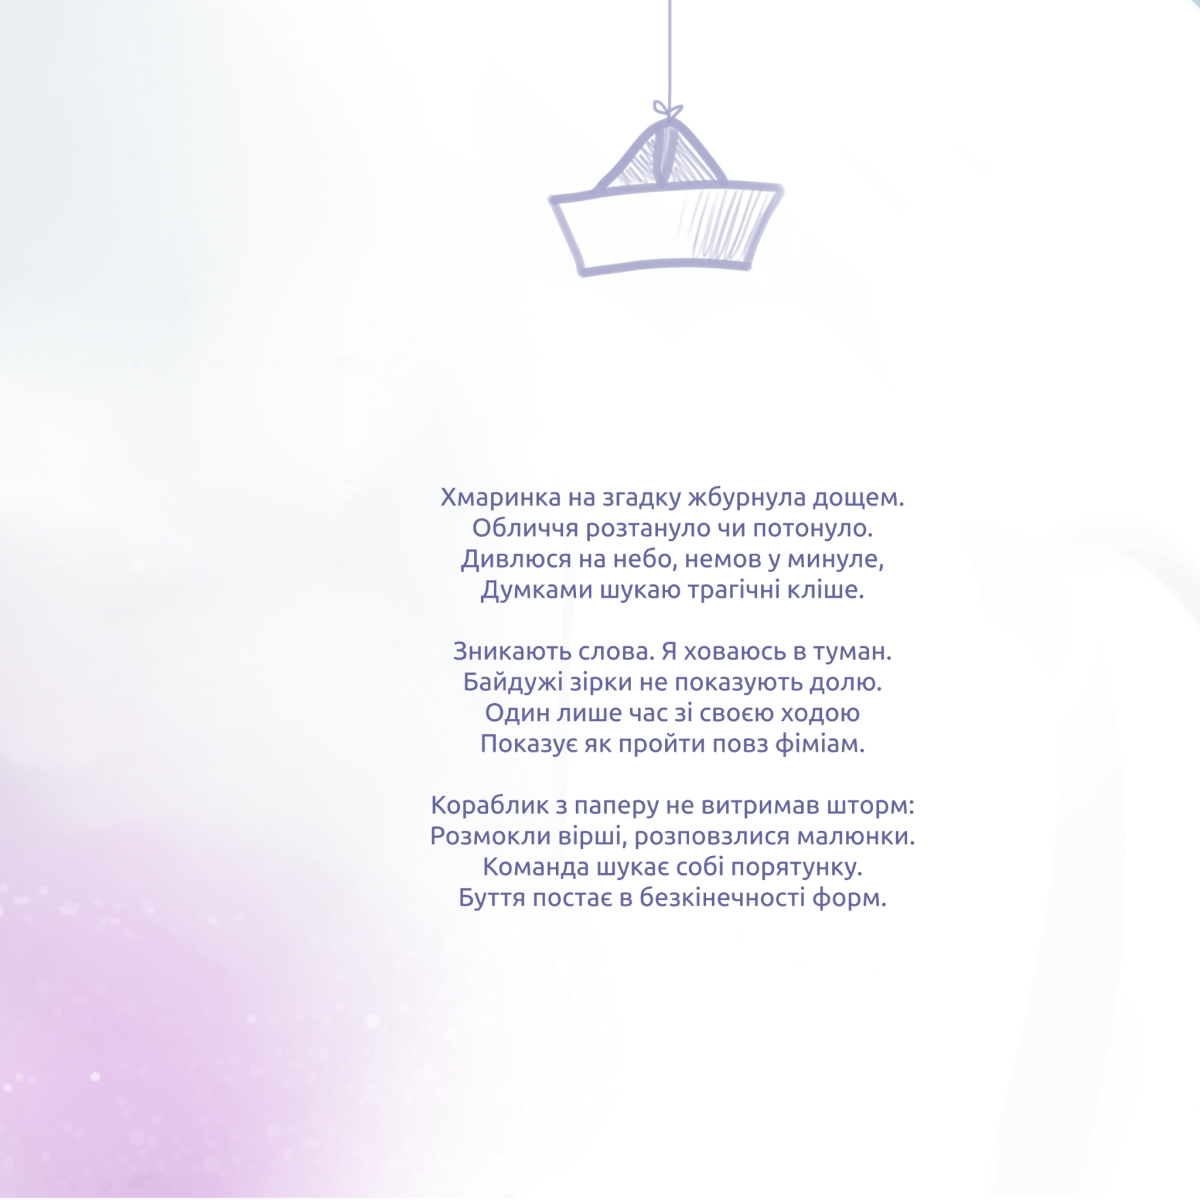 Хмаринка на згадку жбурнула дощем.
Обличчя розтануло чи потонуло.
Дивлюся на небо, немов у минуле,
Думками шукаю трагічні кліше.
Зникають слова. Я ховаюсь в туман.
Байдужі зірки не показують долю.
Один лише час зі своєю ходою
Показує як пройти повз фіміам.
Кораблик з паперу не витримав шторм:
Розмокли вірші, розповзлися малюнки.
Команда шукає собі порятунку.
Буття постає в безкінечності форм.